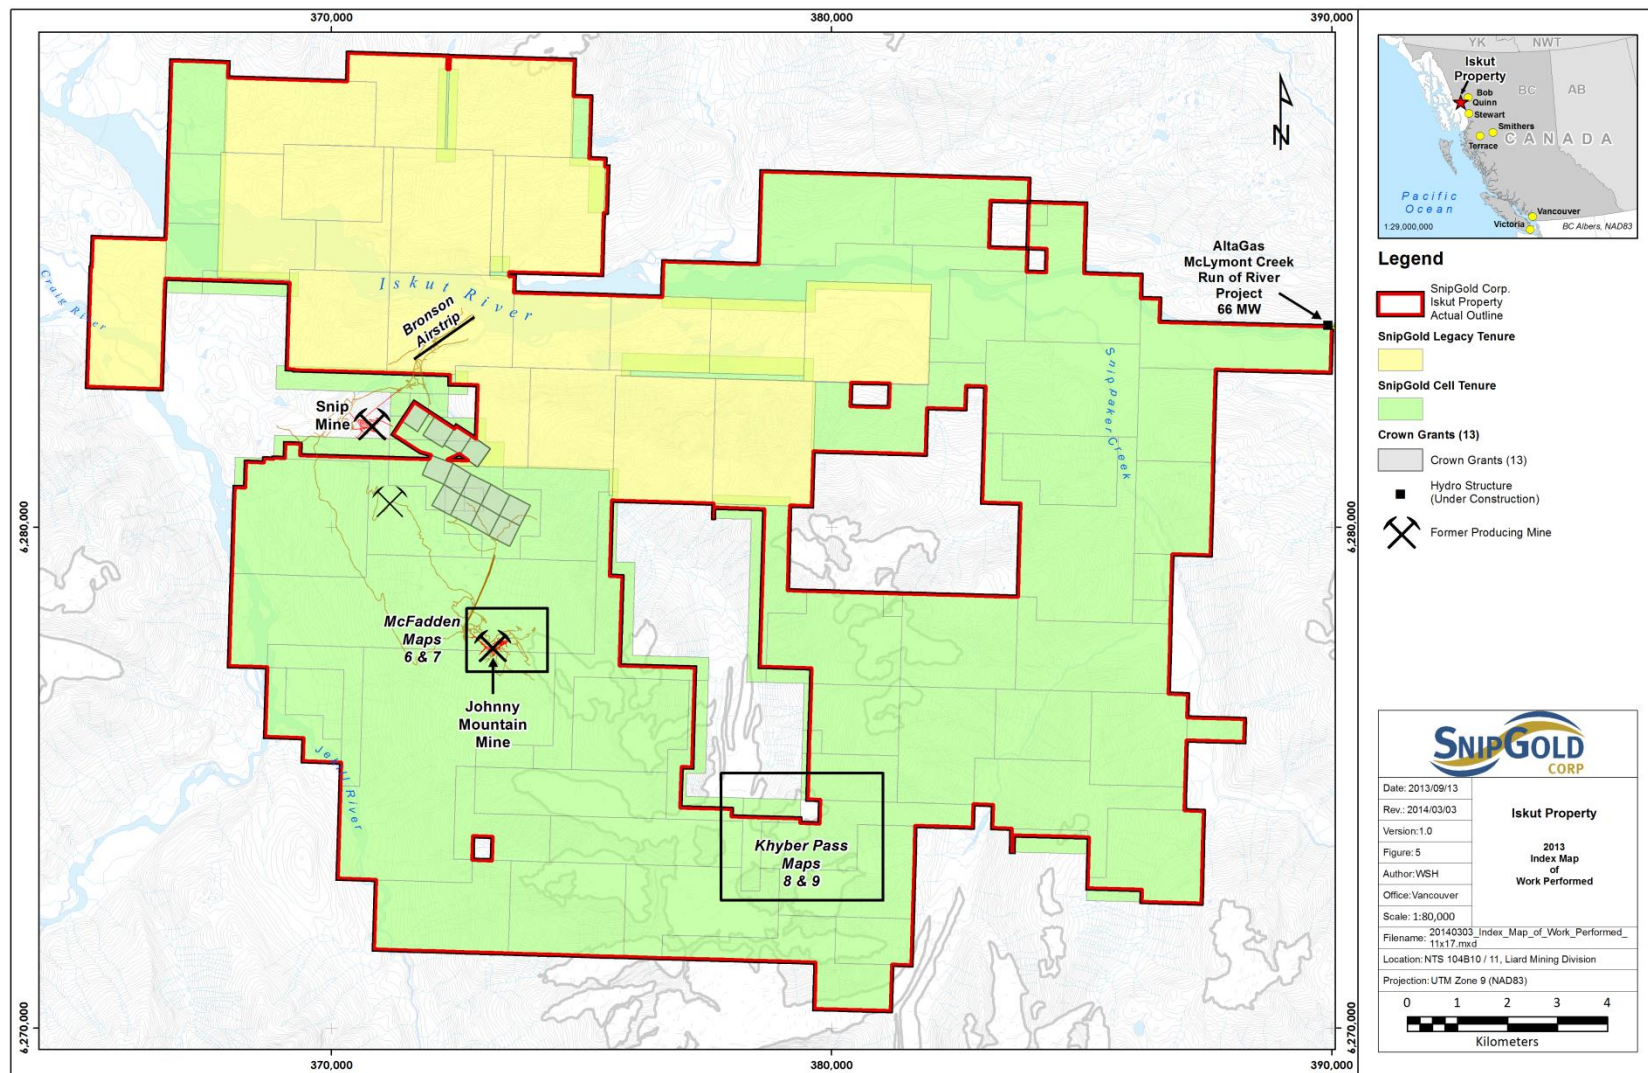 370,000
380,000
390,000
6,280,000
6,270,000
6,280,000
6,270,000
370,000
380,000
390,000
N
Iskut River
Craig River
Bronson
Airstrip
Snip
Mine
McFadden
Maps
6 & 7
Johnny
Mountain
Mine
Jekill River
Khyber Pass
Maps
8 & 9
Snippaker Creek
AltaGas
McLymont Creek
Run of River
Project
66 MW
YK
NWT
Iskut
Property
BC
AB
Bob
Quinn
Stewart
Smithers
Terrace
CANADA
Pacific
Ocean
Vancouver
Victoria
1:29,000,000
BC Albers, NAD83
Legend
SnipGold Corp.
Iskut Property
Actual Outline
SnipGold Legacy Tenure
SnipGold Cell Tenure
Crown Grants (13)
Crown Grants (13)
Hydro Structure
(Under Construction)
Former Producing Mine
SNIPGOLD
CORP
Date: 2013/09/13
Rev.: 2014/03/03
Version:1.0
Figure: 5
Author: WSH
Office: Vancouver
Scale: 1:80,000
Iskut Property
2013
Index Map
of
Work Performed
Filename: 20140303_Index_Map_of_Work_Performed_
11x17.mxd
Location: NTS 104B10 / 11, Liard Mining Division
Projection: UTM Zone 9 (NAD83)
0 1 2 3 4
Kilometers